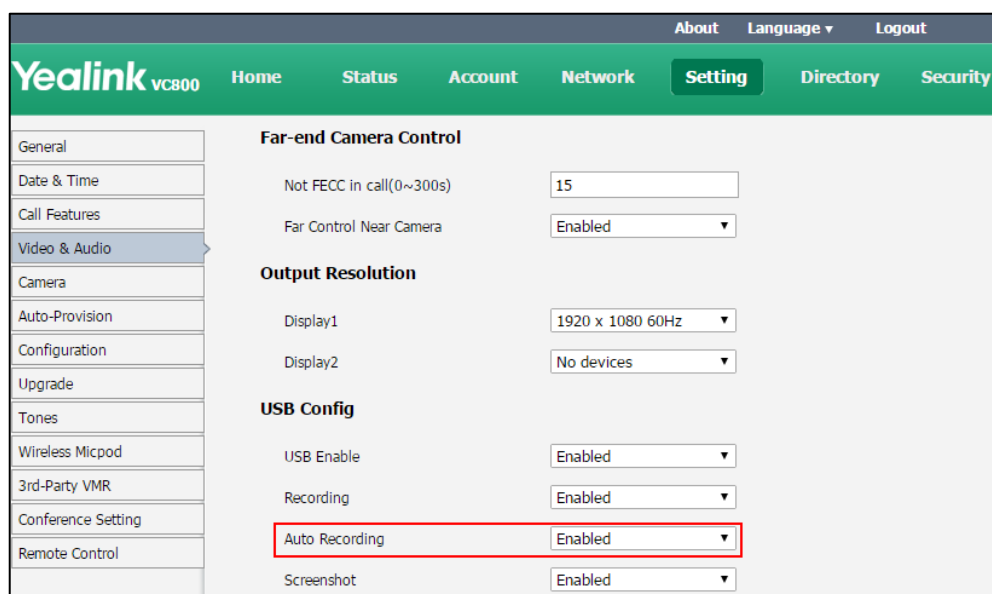 About Language ▾ Logout
Yealink VC800 Home Status Account Network Setting Directory Security
General
Date & Time
Call Features
Video & Audio
Camera
Auto-Provision
Configuration
Upgrade
Tones
Wireless Micpod
3rd-Party VMR
Conference Setting
Remote Control
Far-end Camera Control
Not FECC in call(0~300s) 15
Far Control Near Camera Enabled
Output Resolution
Display1 1920 x 1080 60Hz
Display2 No devices
USB Config
USB Enable Enabled
Recording Enabled
Auto Recording Enabled
Screenshot Enabled